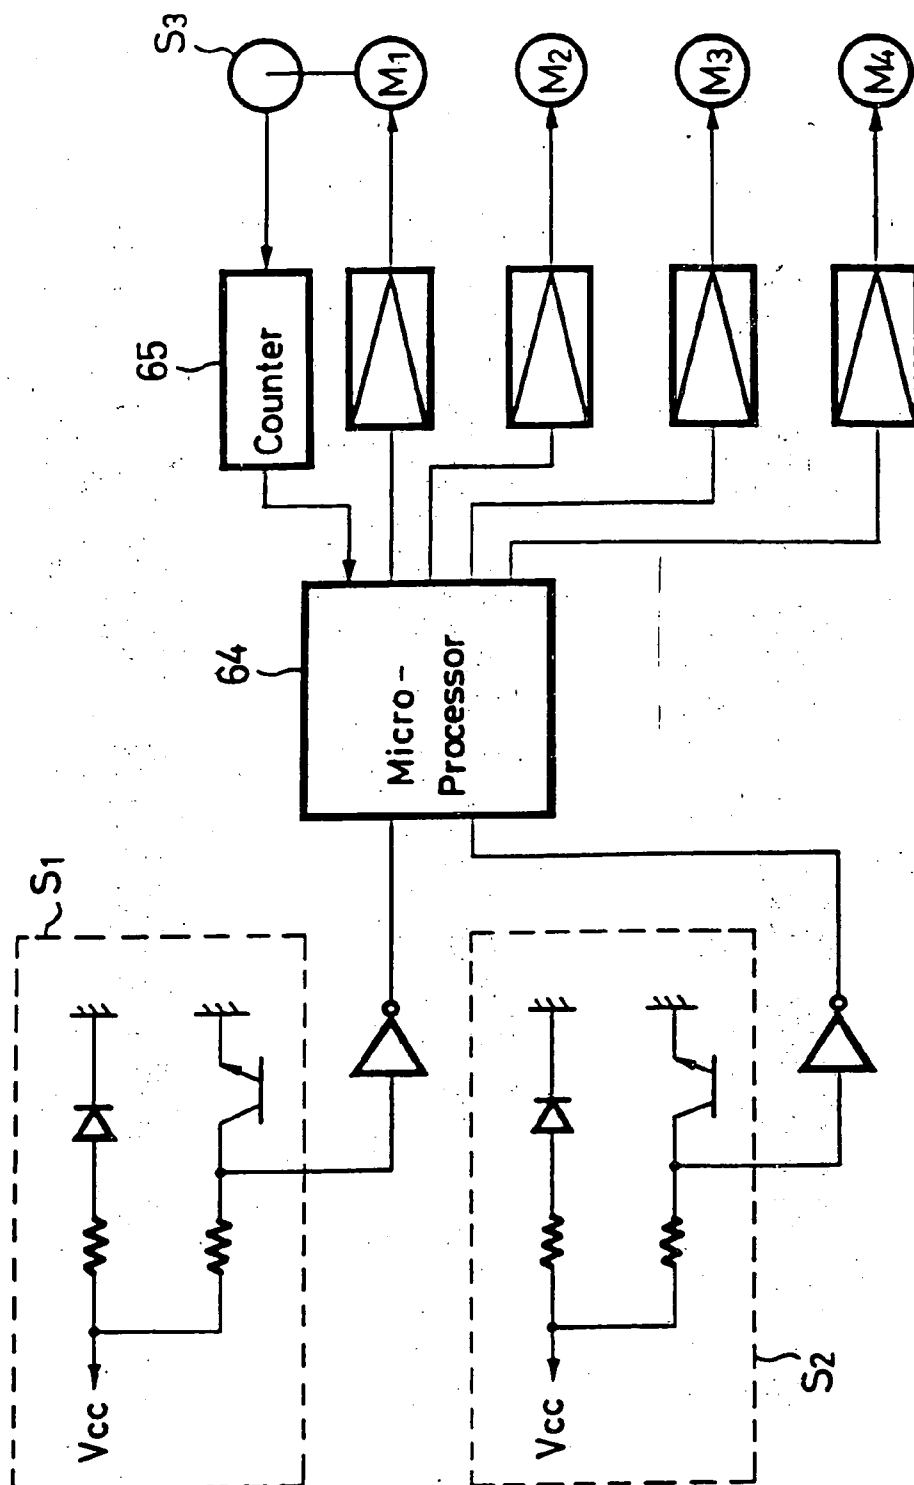 S1
Vcc
S2
Vcc
64
Micro-
Processor
65
Counter
S3
M1
M2
M3
M4